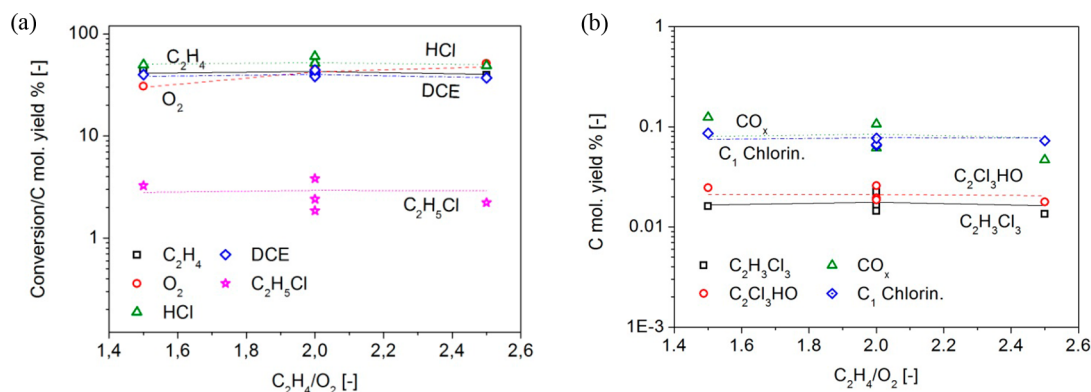 (a)
Conversion/C mol. yield % [-]
100
10
1
C₂H₄
HCl
O₂
DCE
C₂H₅Cl
C₂H₄
DCE
O₂
C₂H₅Cl
HCl
1,4 1,6 1,8 2,0 2,2 2,4 2,6
C₂H₄/O₂ [-]
(b)
C mol. yield % [-]
1
0.1
0.01
1E-3
COₓ
C₁ Chlorin.
C₂Cl₃HO
C₂H₃Cl₃
C₂H₃Cl₃
COₓ
C₂Cl₃HO
C₁ Chlorin.
1,4 1,6 1,8 2.0 2,2 2,4 2.6
C₂H₄/O₂ [-]